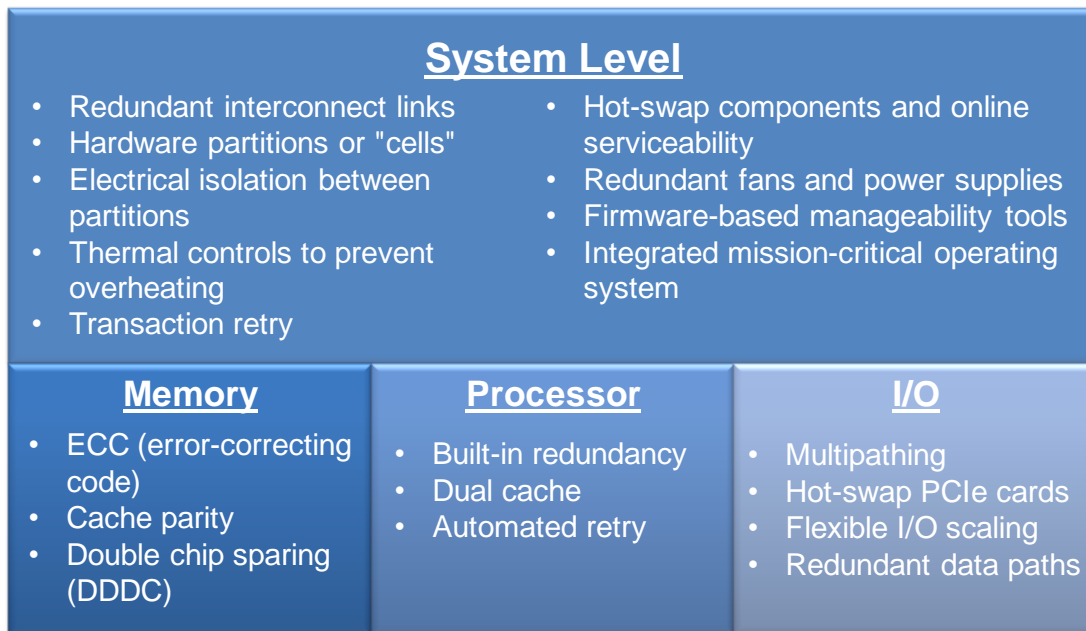 System Level
• Redundant interconnect links
• Hardware partitions or "cells"
• Electrical isolation between
partitions
• Thermal controls to prevent
overheating
• Transaction retry
• Hot-swap components and online
serviceability
• Redundant fans and power supplies
• Firmware-based manageability tools
• Integrated mission-critical operating
system
Memory
• ECC (error-correcting
code)
• Cache parity
• Double chip sparing
(DDDC)
Processor
• Built-in redundancy
• Dual cache
• Automated retry
I/O
• Multipathing
• Hot-swap PCIe cards
• Flexible I/O scaling
• Redundant data paths